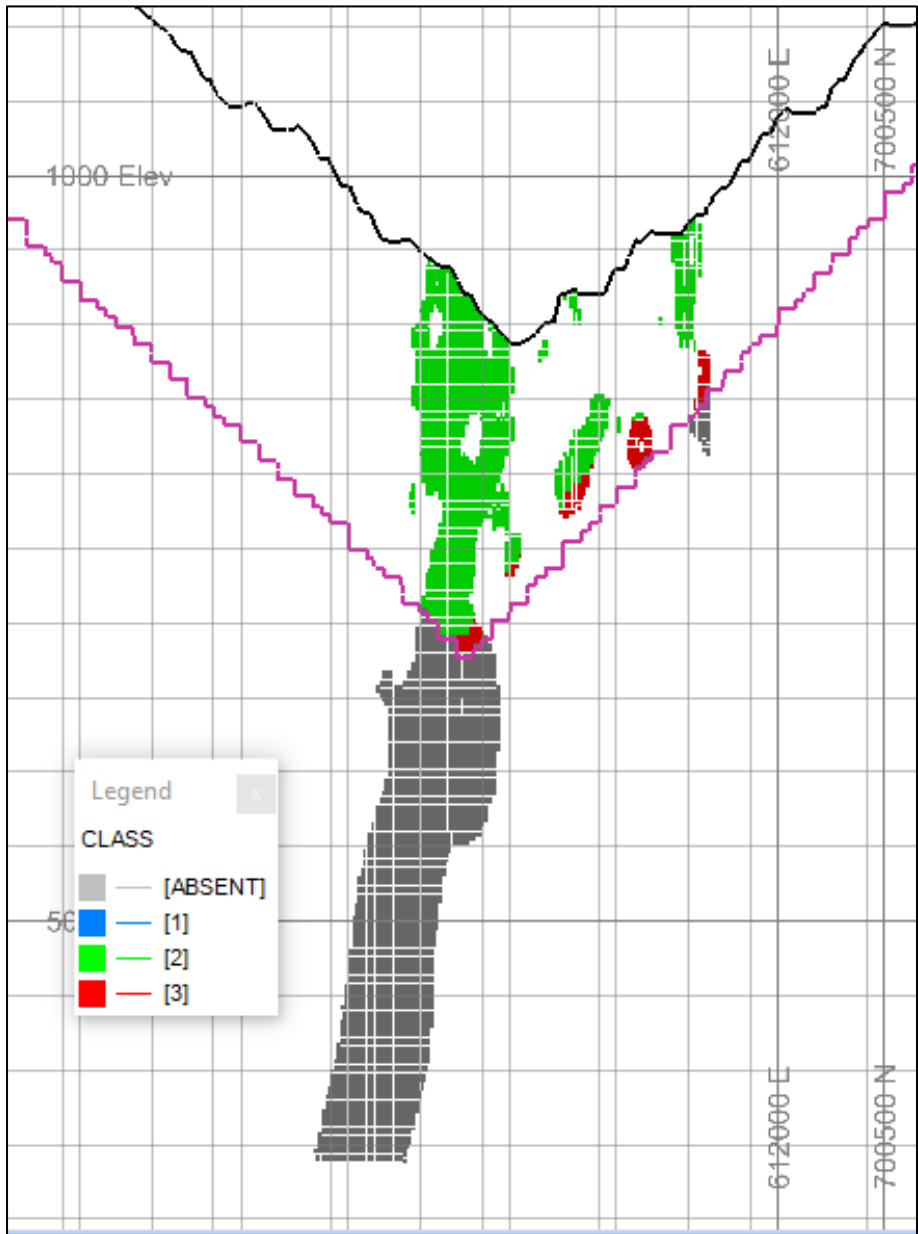 612000 E
700500 N
1000 Elev
Legend
x
CLASS
[ABSENT]
[1]
[2]
[3]
612000 E
700500 N